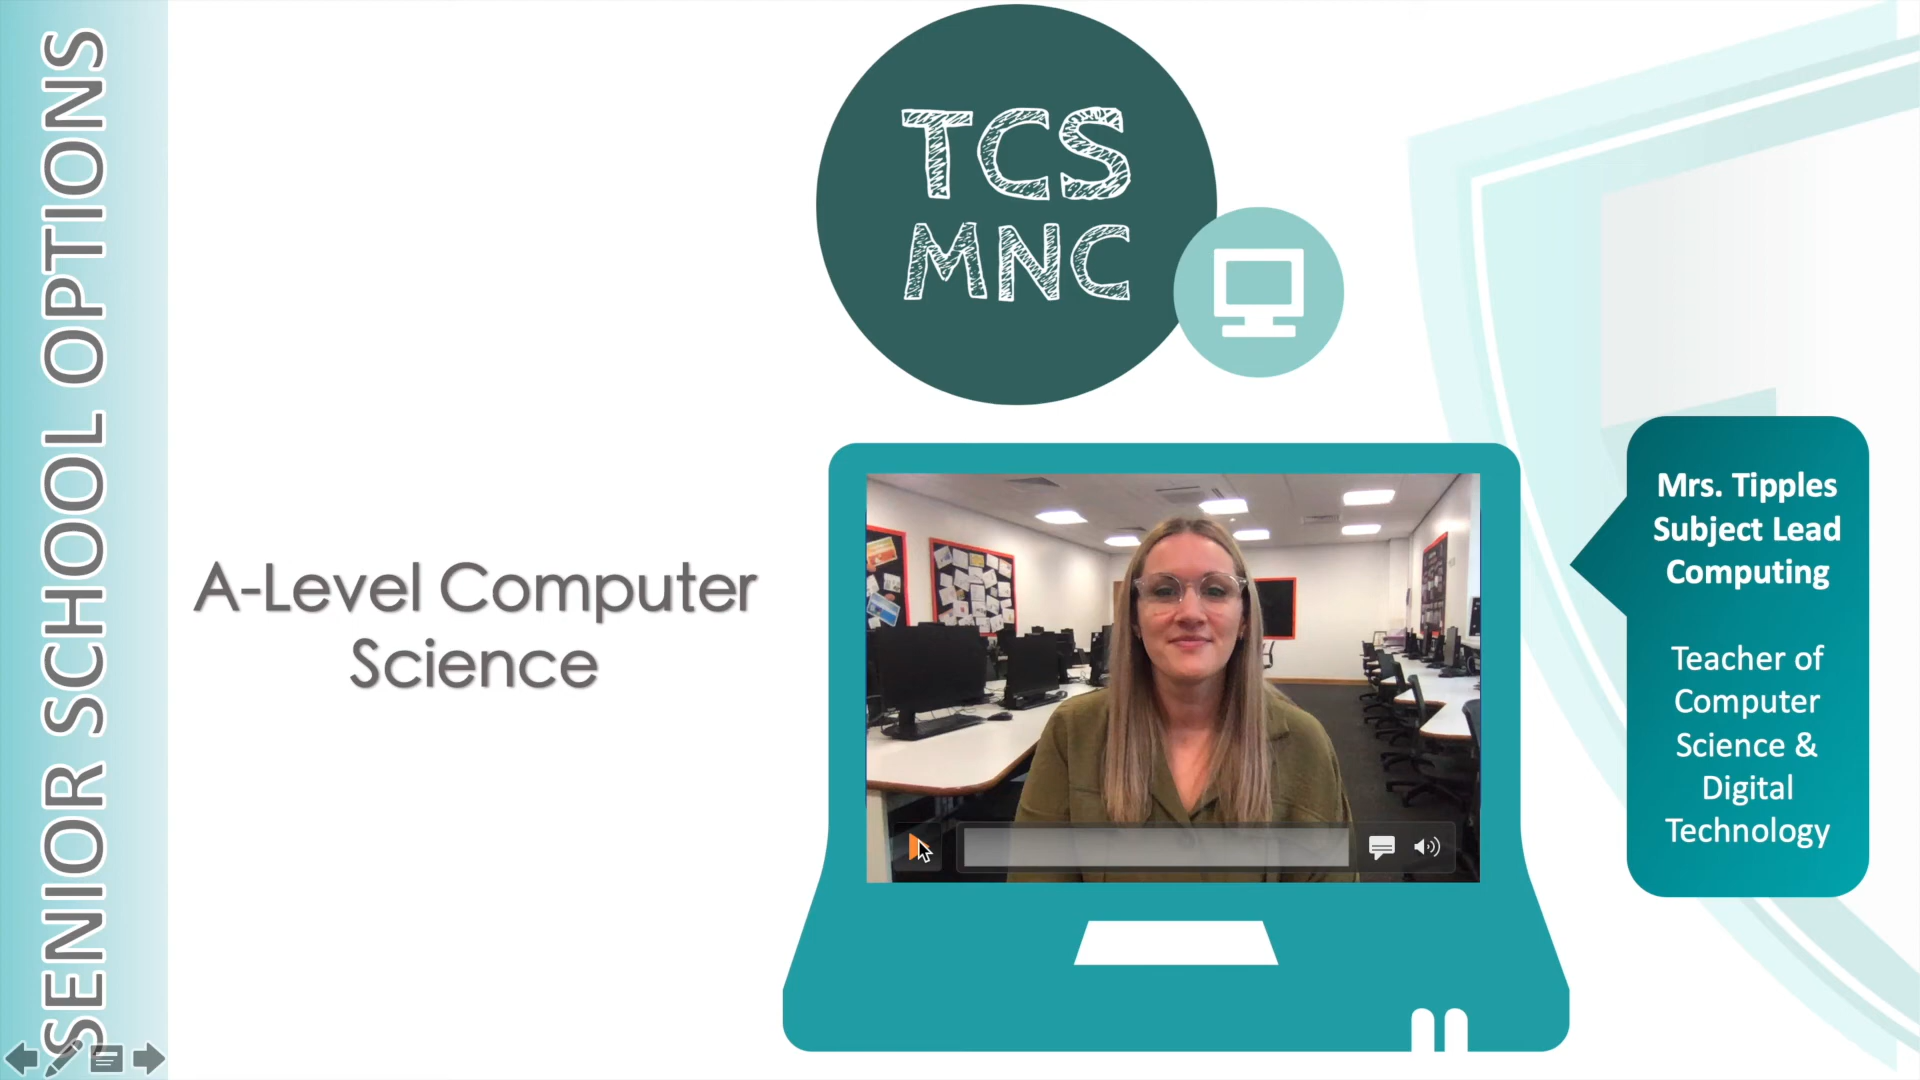 SENIOR SCHOOL OPTIONS
TCS
MNC
A-Level Computer
Science
Mrs. Tipples
Subject Lead
Computing
Teacher of
Computer
Science &
Digital
Technology